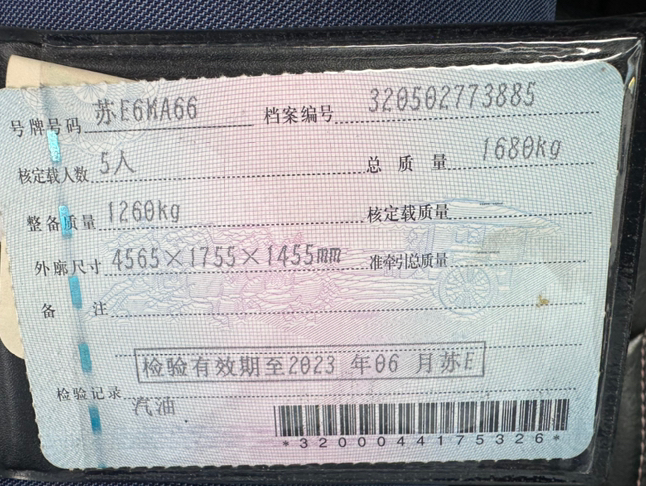 号牌号码 苏E6MA66 档案编号 320502773885
核定载人数 5人 总质量 1680kg
整备质量 1260kg 核定载质量 --
外廓尺寸 4565×1755×1455mm 准牵引总质量 --
备注
检验有效期至2023 年06 月苏E
检验记录
汽油
*3200044175326*